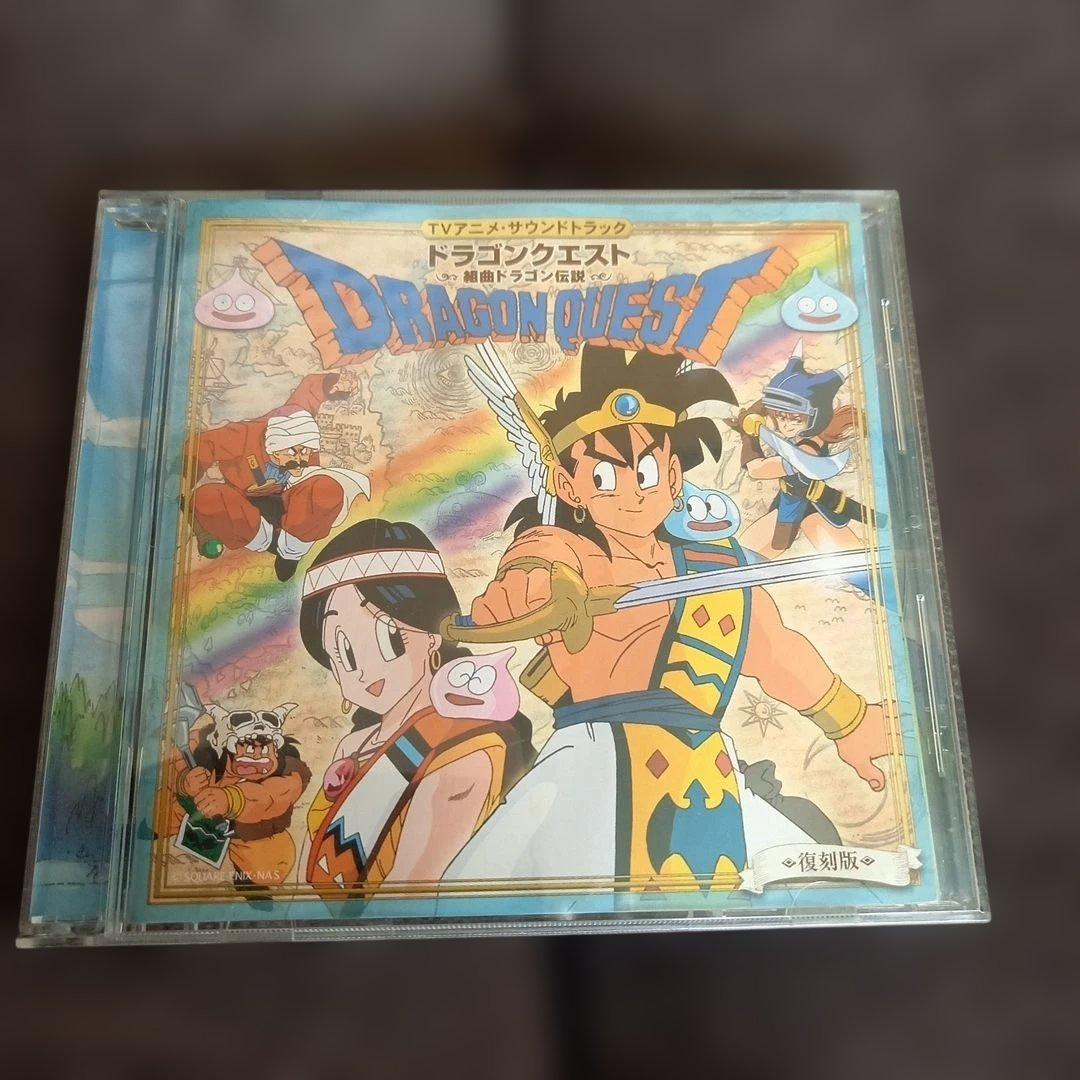 TVアニメ・サウンドトラック
ドラゴンクエスト
組曲ドラゴン伝説
DRAGON QUEST
復刻版
© SQUARE ENIX・NAS